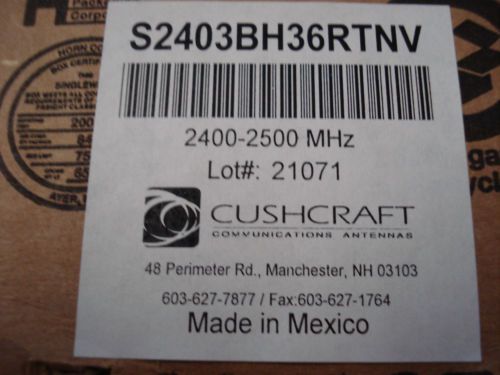 S2403BH36RTNV
2400-2500 MHz
Lot#: 21071
CUSHCRAFT
COMMUNICATIONS ANTENNAS
48 Perimeter Rd., Manchester, NH 03103
603-627-7877 / Fax:603-627-1764
Made in Mexico